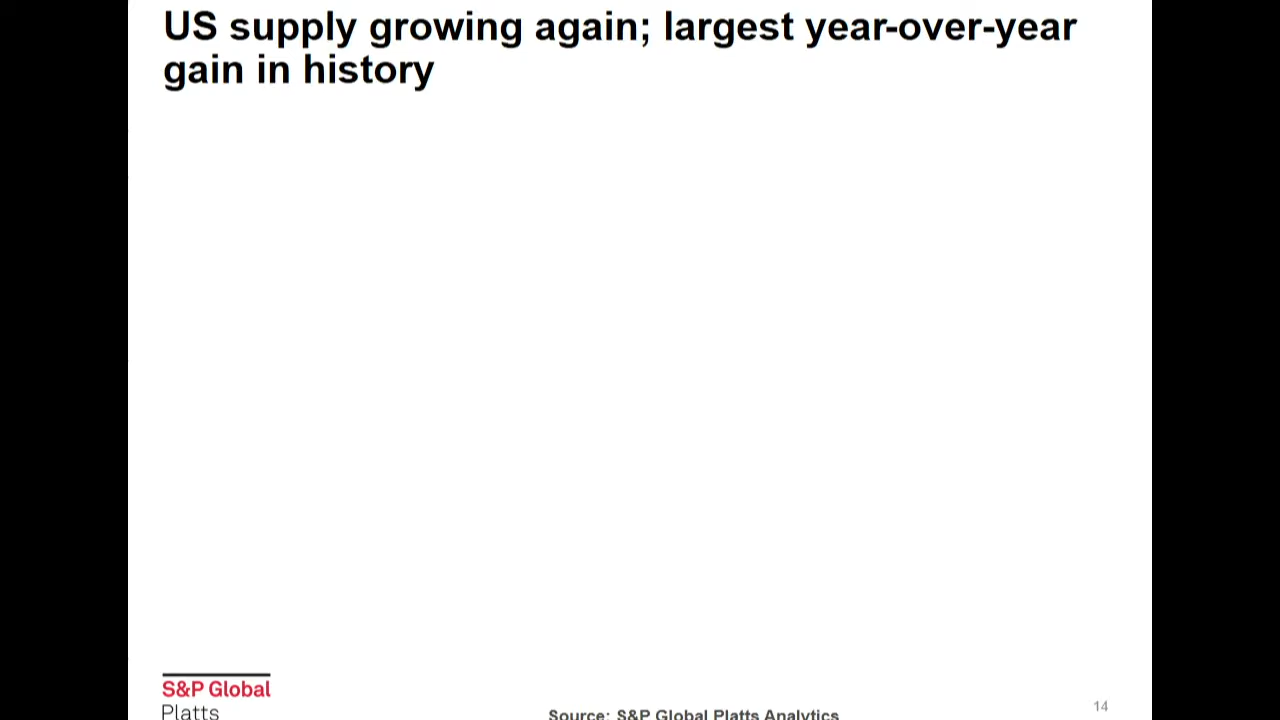 US supply growing again; largest year-over-year
gain in history
S&P Global
Platts
Source: S&P Global Platts Analytics
14